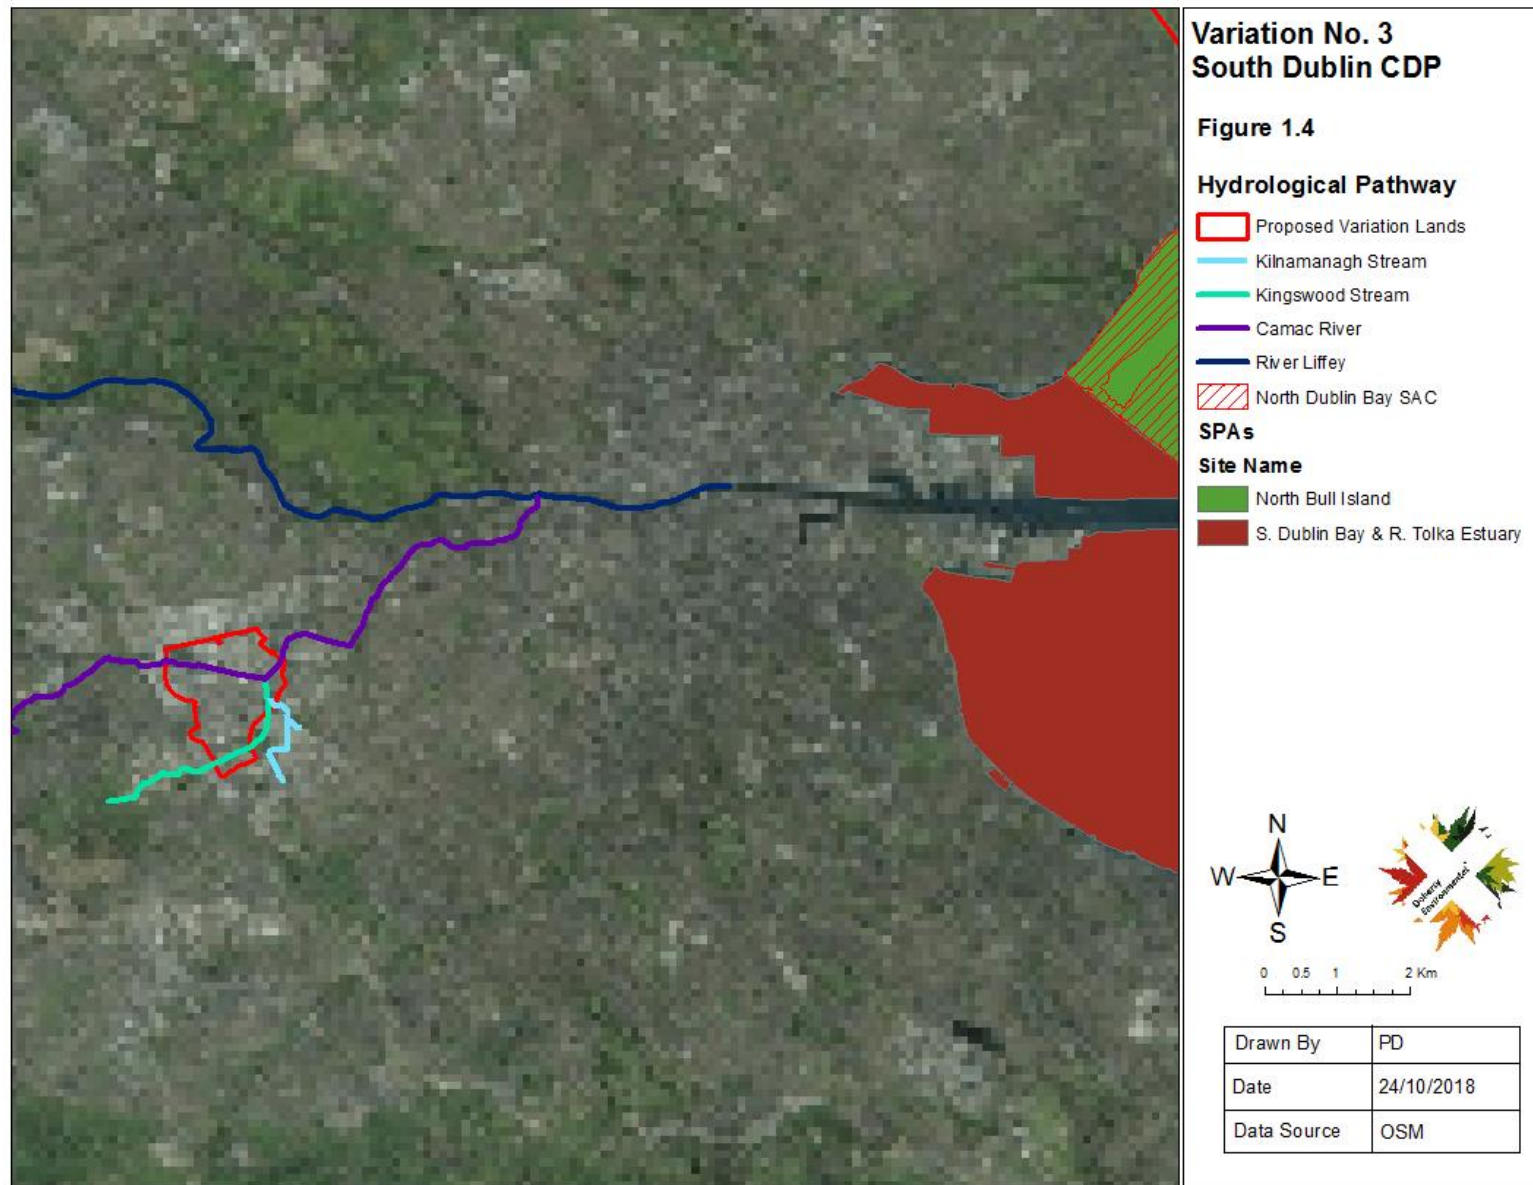 Variation No. 3
South Dublin CDP
Figure 1.4
Hydrological Pathway
Proposed Variation Lands
Kilnamanagh Stream
Kingswood Stream
Camac River
River Liffey
North Dublin Bay SAC
SPAs
Site Name
North Bull Island
S. Dublin Bay & R. Tolka Estuary
N
W E
S
Doherty
Environmental
0 0.5 1 2 Km
Drawn By PD
Date 24/10/2018
Data Source OSM